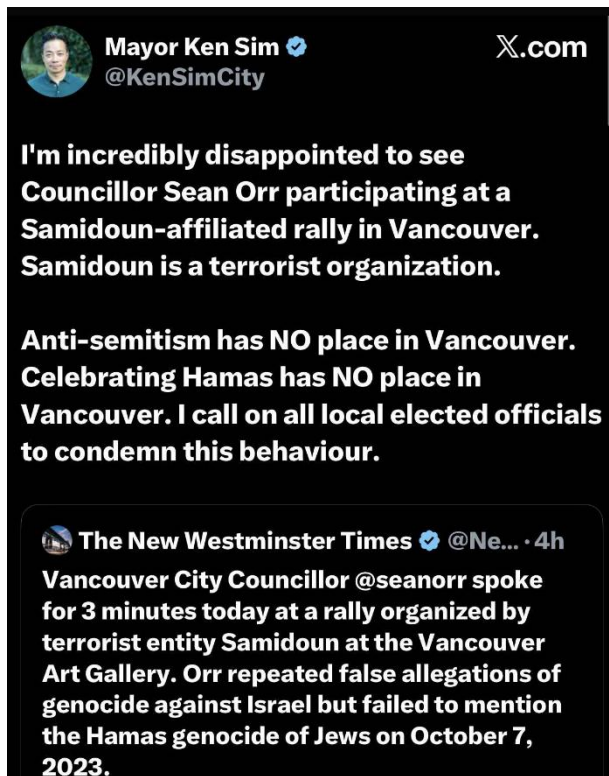 Mayor Ken Sim
X.com
@KenSimCity
I'm incredibly disappointed to see
Councillor Sean Orr participating at a
Samidoun-affiliated rally in Vancouver.
Samidoun is a terrorist organization.
Anti-semitism has NO place in Vancouver.
Celebrating Hamas has NO place in
Vancouver. I call on all local elected officials
to condemn this behaviour.
The New Westminster Times @Ne... · 4h
Vancouver City Councillor @seanorr spoke
for 3 minutes today at a rally organized by
terrorist entity Samidoun at the Vancouver
Art Gallery. Orr repeated false allegations of
genocide against Israel but failed to mention
the Hamas genocide of Jews on October 7,
2023.